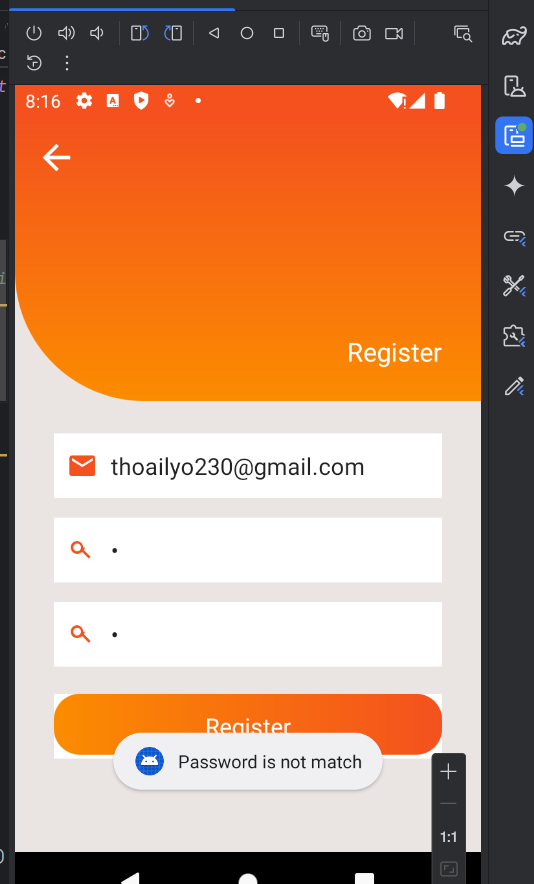 8:16
Register
thoailyo230@gmail.com
Register
Password is not match
1:1